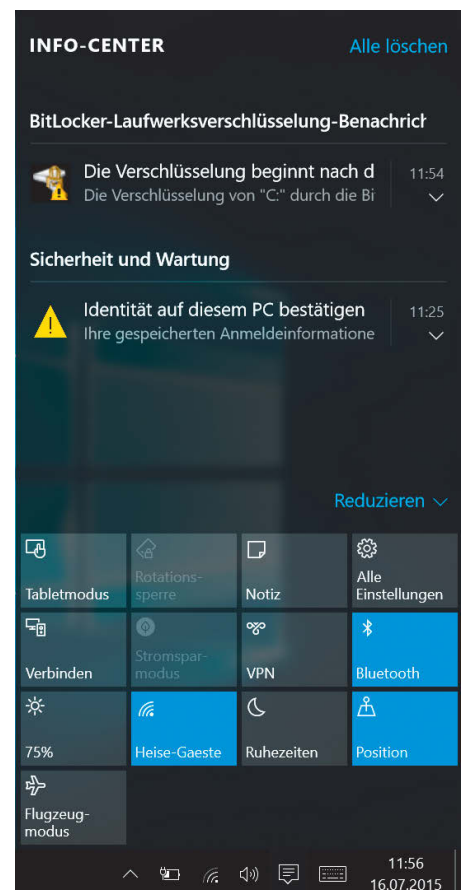 INFO-CENTER Alle löschen
BitLocker-Laufwerksverschlüsselung-Benachrich
Die Verschlüsselung beginnt nach d 11:54
Die Verschlüsselung von "C:" durch die Bi
Sicherheit und Wartung
Identität auf diesem PC bestätigen 11:25
Ihre gespeicherten Anmeldeinformatione
Reduzieren
Tabletmodus
Rotations-
sperre
Notiz
Alle
Einstellungen
Verbinden
Stromspar-
modus
VPN
Bluetooth
75%
Heise-Gaeste
Ruhezeiten
Position
Flugzeug-
modus
11:56
16.07.2015